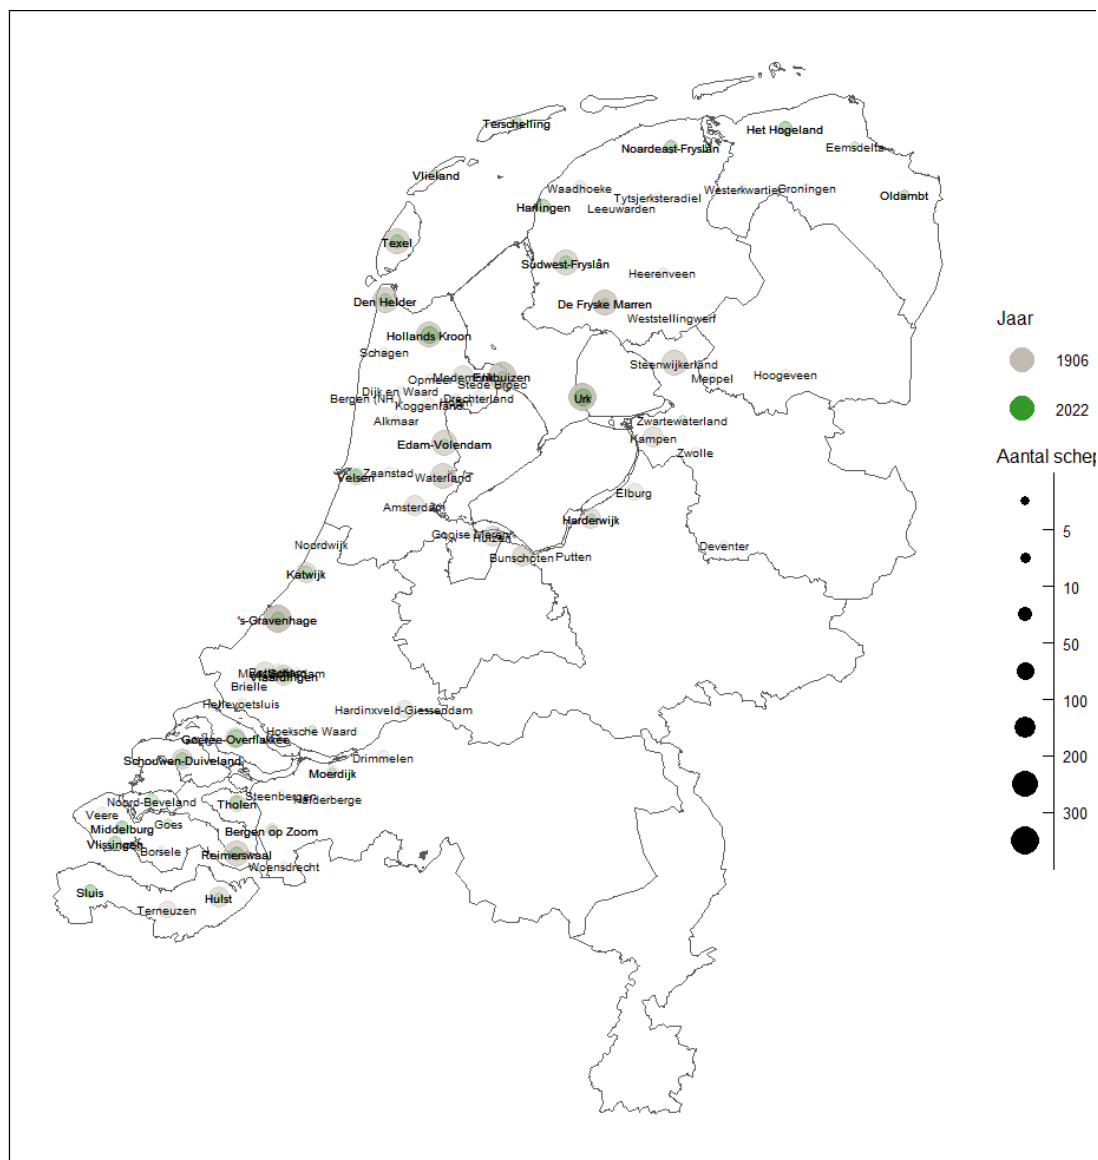 Terschelling
Het Hogeland
Noardeast-Fryslân
Eemsdelta
Vlieland
Waadhoeke
Tytsjerksteradiel
Westerkwartier
Groningen
Oldambt
Harlingen
Leeuwarden
Texel
Súdwest-Fryslân
Heerenveen
Den Helder
De Fryske Marren
Weststellingwerf
Jaar
1906
2022
Hollands Kroon
Schagen
Steenwijkerland
Opmeer
Medemblik
Enkhuizen
Stede Broec
Meppel
Hoogeveen
Dijk en Waard
Bergen (NH)
Koggenland
Hoorn
Drechterland
Urk
Alkmaar
Zwartewaterland
Kampen
Zwolle
Edam-Volendam
Aantal schep
Velsen
Zaanstad
Waterland
Elburg
Amsterdam
Harderwijk
5
Gooise Meren
Huizen
Noordwijk
Bunschoten
Putten
Deventer
Katwijk
10
's-Gravenhage
50
Vlaardingen
Brielle
Hellevoetsluis
Hardinxveld-Giessendam
100
Hoeksche Waard
Goeree-Overflakkee
Schouwen-Duiveland
Drimmelen
200
Moerdijk
Noord-Beveland
Tholen
Steenbergen
Halderberge
Veere
Goes
300
Middelburg
Bergen op Zoom
Vlissingen
Borsele
Reimerswaal
Woensdrecht
Sluis
Hulst
Terneuzen